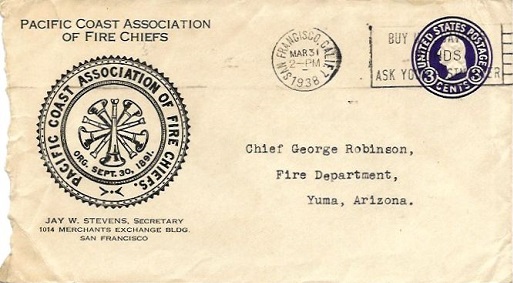 PACIFIC COAST ASSOCIATION
OF FIRE CHIEFS
PACIFIC COAST ASSOCIATION OF FIRE CHIEFS.
ORG. SEPT. 30, 1891.
JAY W. STEVENS, SECRETARY
1014 MERCHANTS EXCHANGE BLDG.
SAN FRANCISCO
SAN FRANCISCO, CALIF.
MAR 31
2-PM
1938
BUY
ASK YOUR
UNITED STATES POSTAGE
3 3
CENTS
Chief George Robinson,
Fire Department,
Yuma, Arizona.